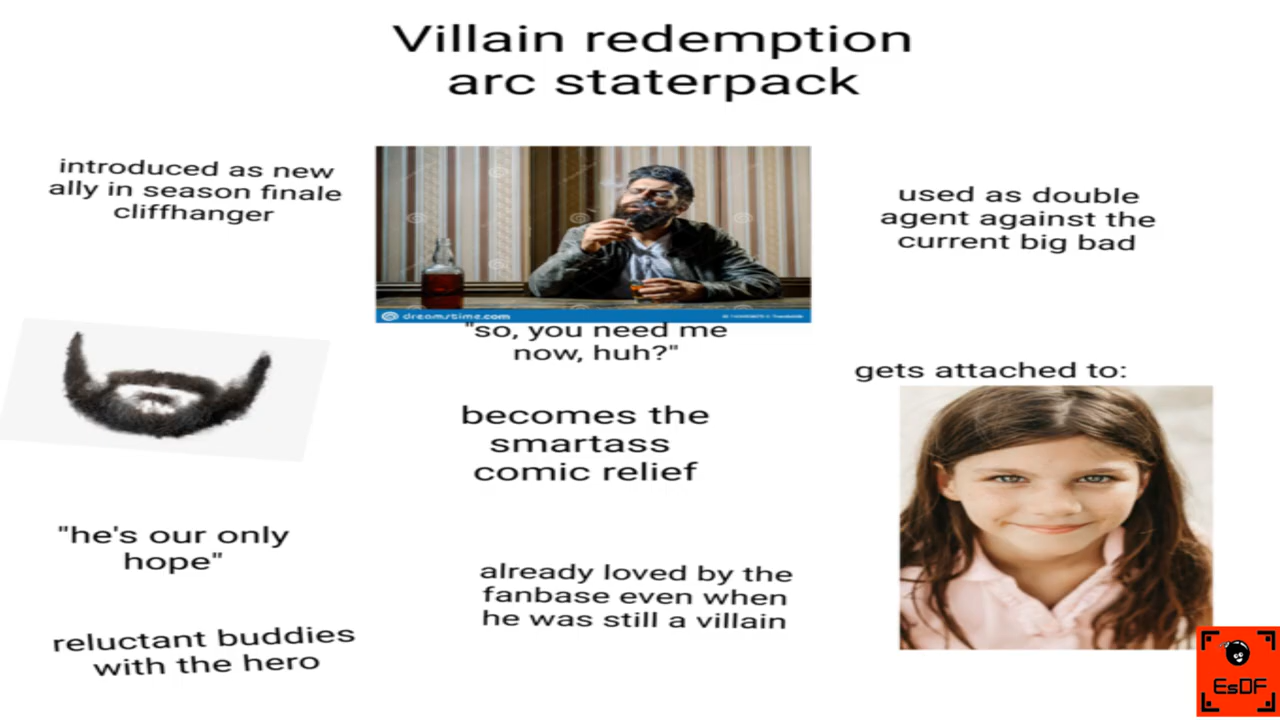 Villain redemption
arc staterpack
introduced as new
ally in season finale
cliffhanger
used as double
agent against the
current big bad
dreamstime.com
"so, you need me
now, huh?"
gets attached to:
becomes the
smartass
comic relief
"he's our only
hope"
already loved by the
fanbase even when
he was still a villain
reluctant buddies
with the hero
EsDF